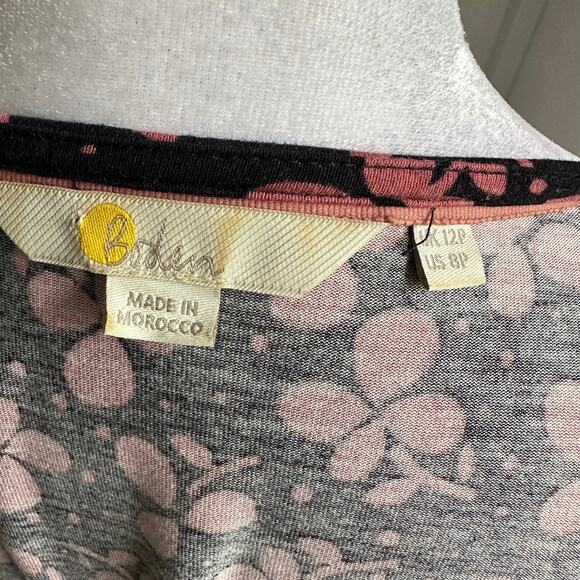 Boden
MADE IN
MOROCCO
UK 12P
US 8P